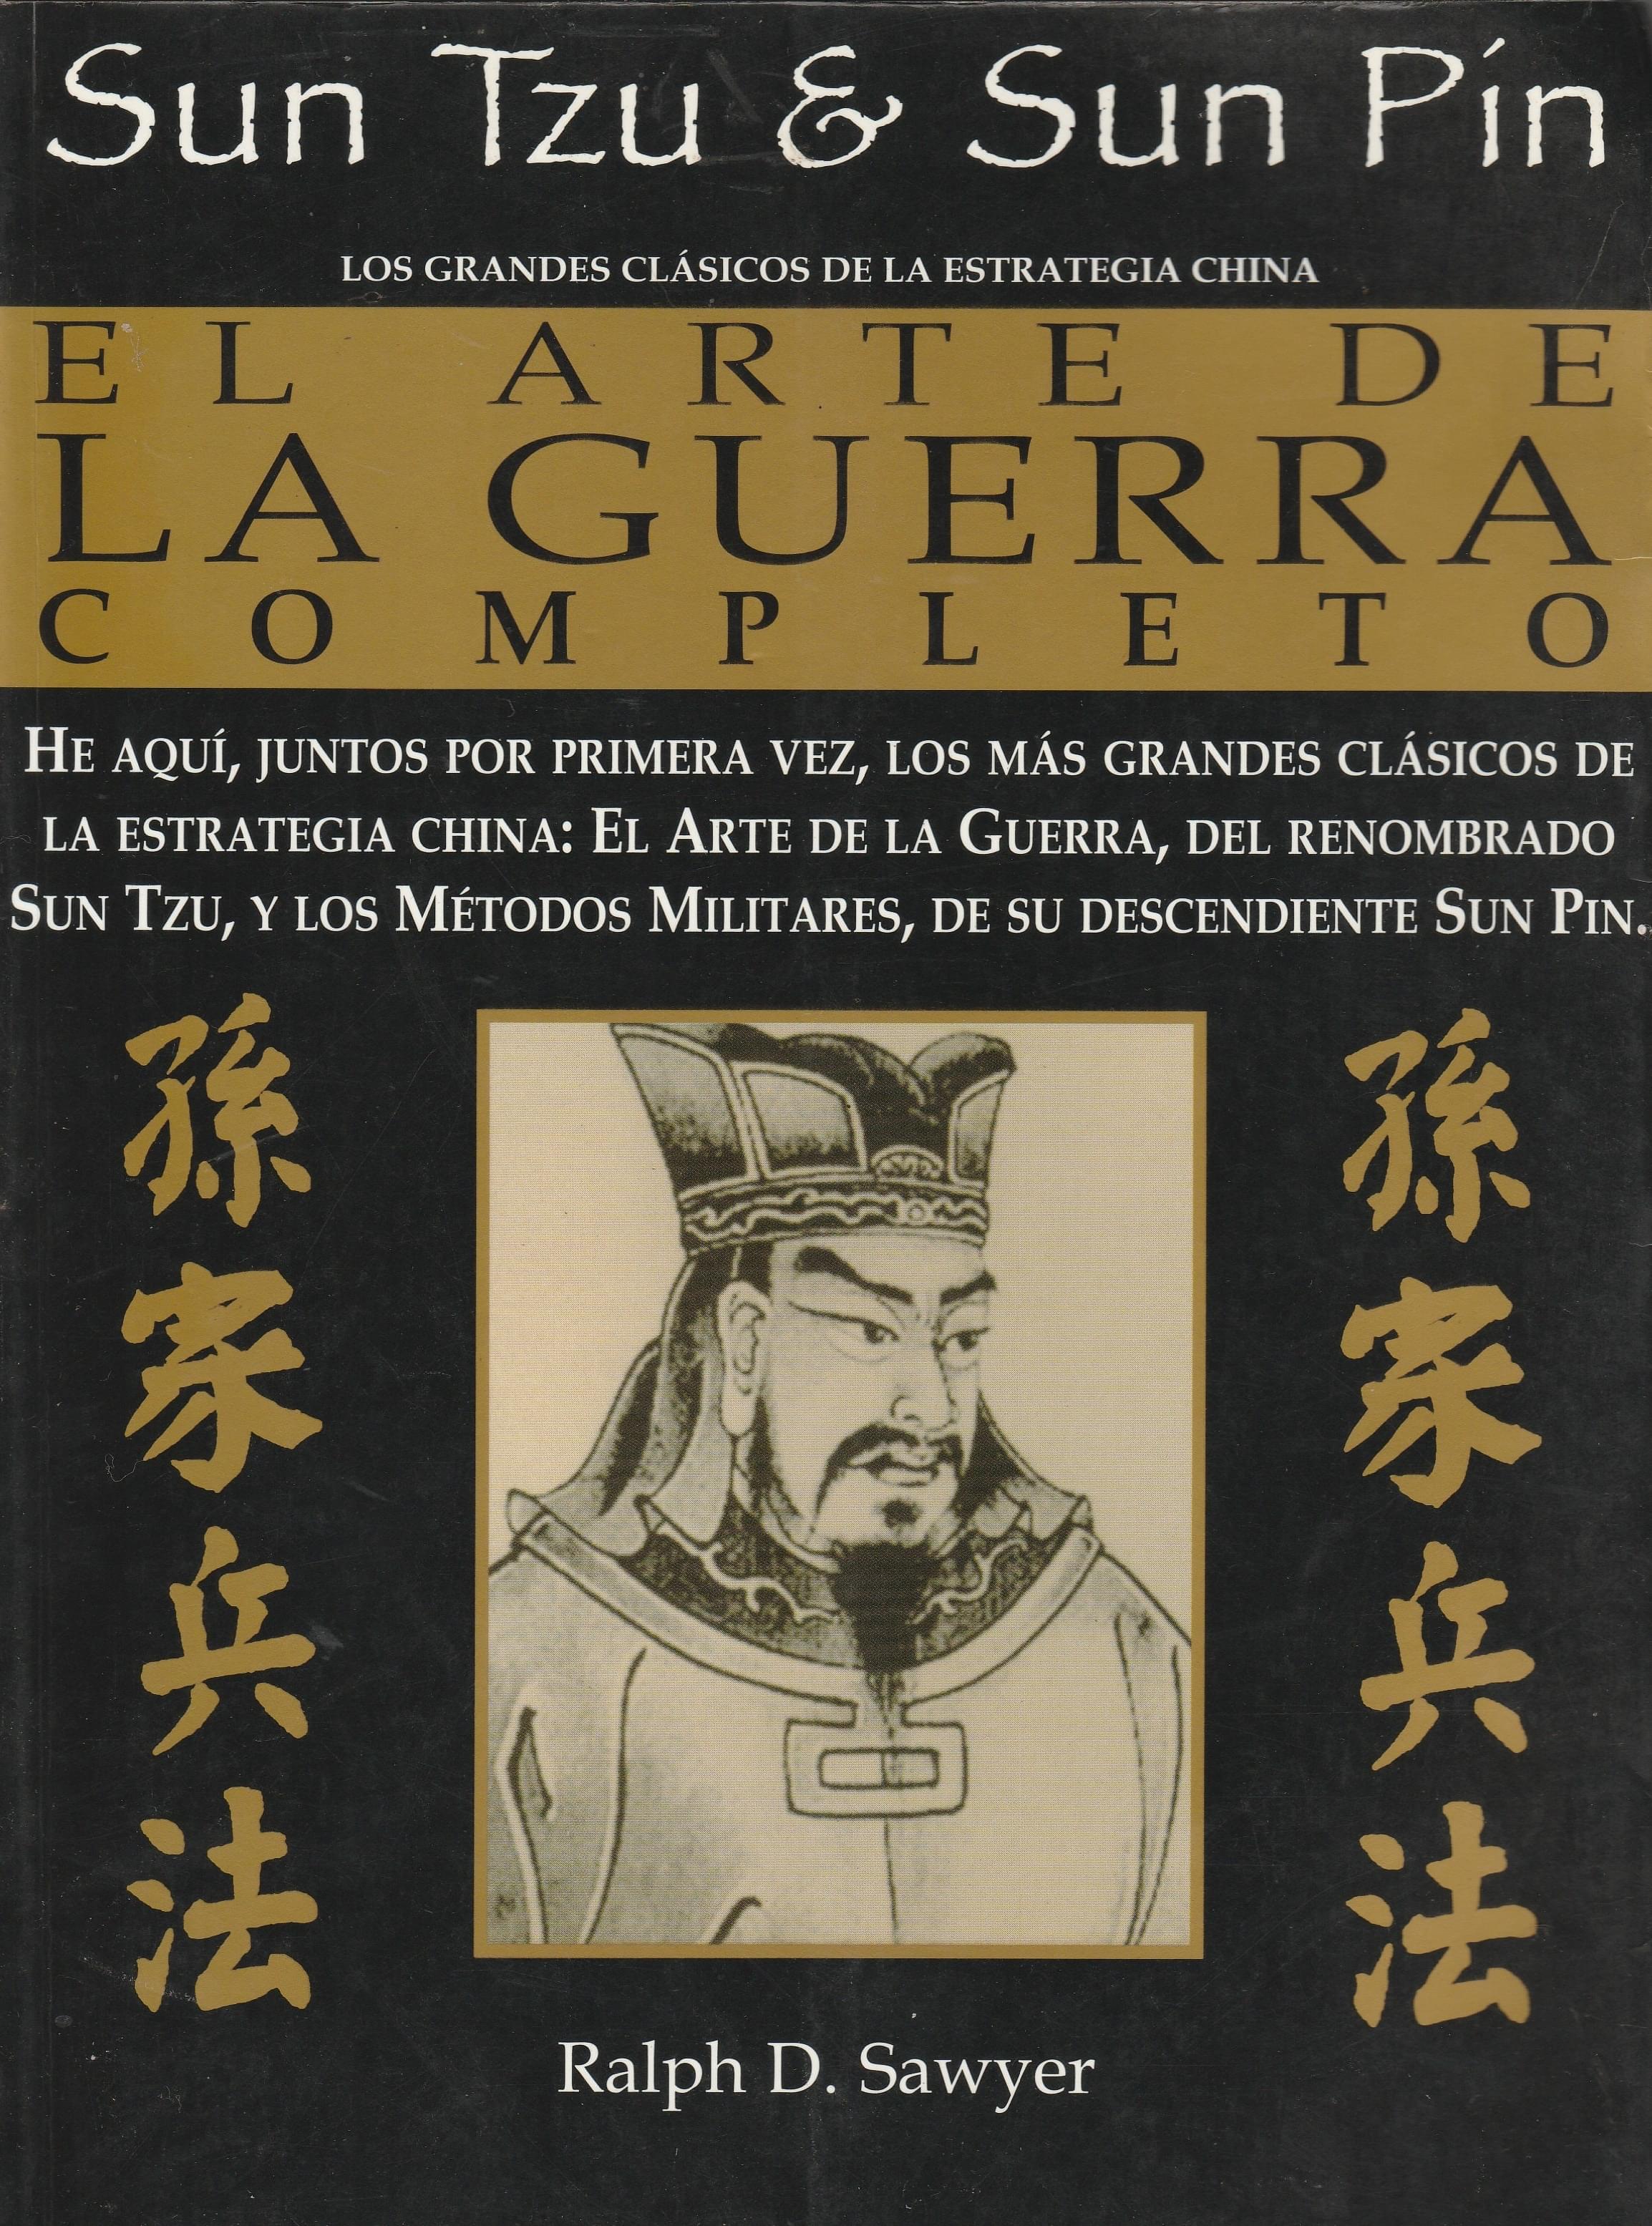 Sun Tzu & Sun Pin
LOS GRANDES CLÁSICOS DE LA ESTRATEGIA CHINA
EL ARTE DE
LA GUERRA
COMPLETO
HE AQUÍ, JUNTOS POR PRIMERA VEZ, LOS MÁS GRANDES CLÁSICOS DE
LA ESTRATEGIA CHINA: EL ARTE DE LA GUERRA, DEL RENOMBRADO
SUN TZU, Y LOS MÉTODOS MILITARES, DE SU DESCENDIENTE SUN PIN.
孫家兵法
孫家兵法
Ralph D. Sawyer